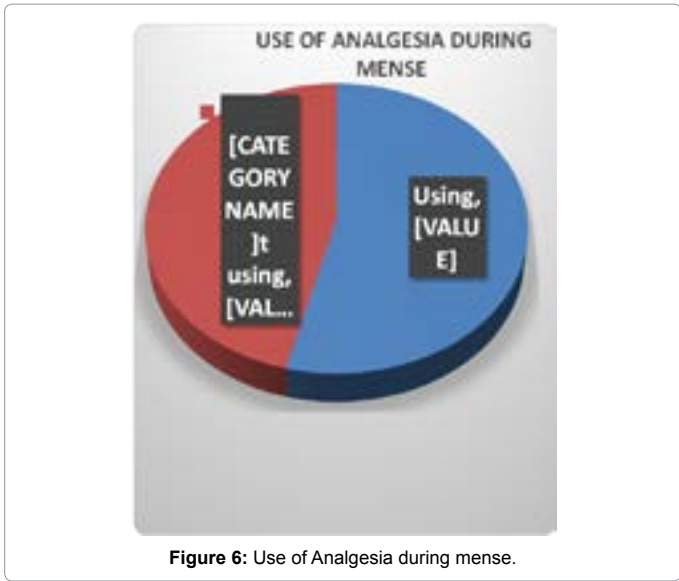 USE OF ANALGESIA DURING
MENSE
[CATE
GORY
NAME
]t
using,
[VAL...
Using,
[VALU
E]
Figure 6: Use of Analgesia during mense.